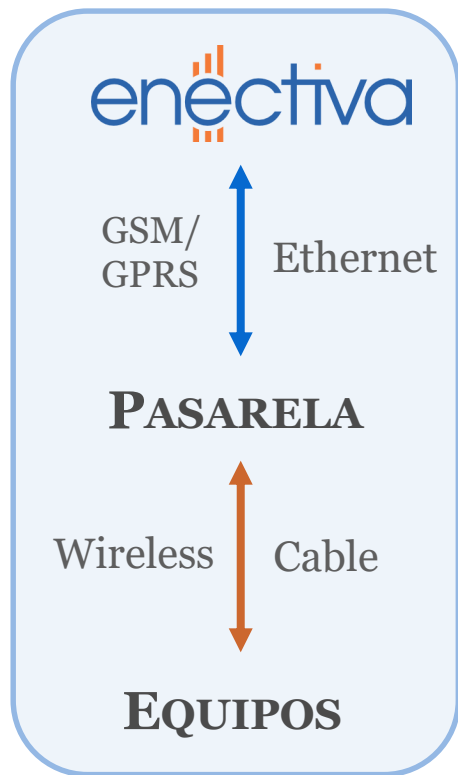 enectiva
GSM/
GPRS
Ethernet
PASARELA
Wireless
Cable
EQUIPOS